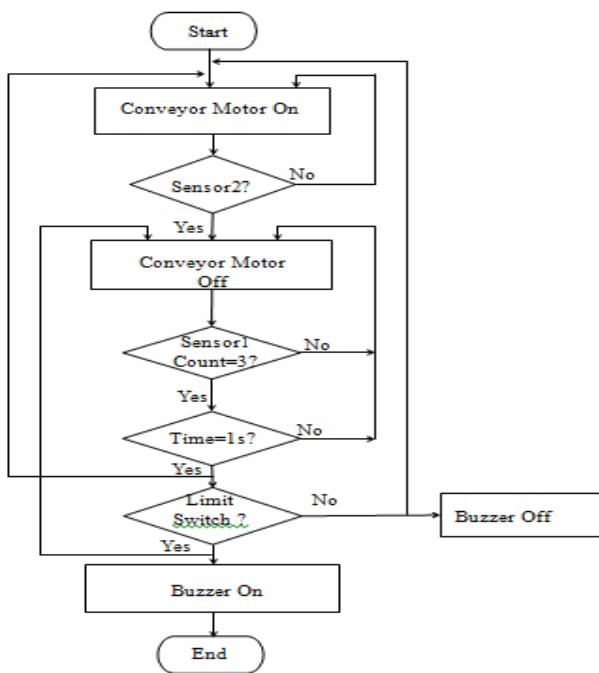 Start
Conveyor Motor On
No
Sensor2?
Yes
Conveyor Motor
Off
Sensor1
Count=3?
No
Yes
Time=1s?
No
Yes
Limit
Switch ?
No
Buzzer Off
Yes
Buzzer On
End